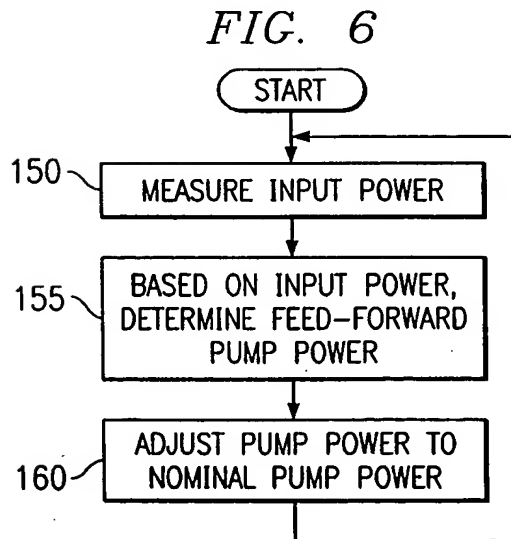 FIG. 6
START
150
MEASURE INPUT POWER
155
BASED ON INPUT POWER,
DETERMINE FEED-FORWARD
PUMP POWER
160
ADJUST PUMP POWER TO
NOMINAL PUMP POWER